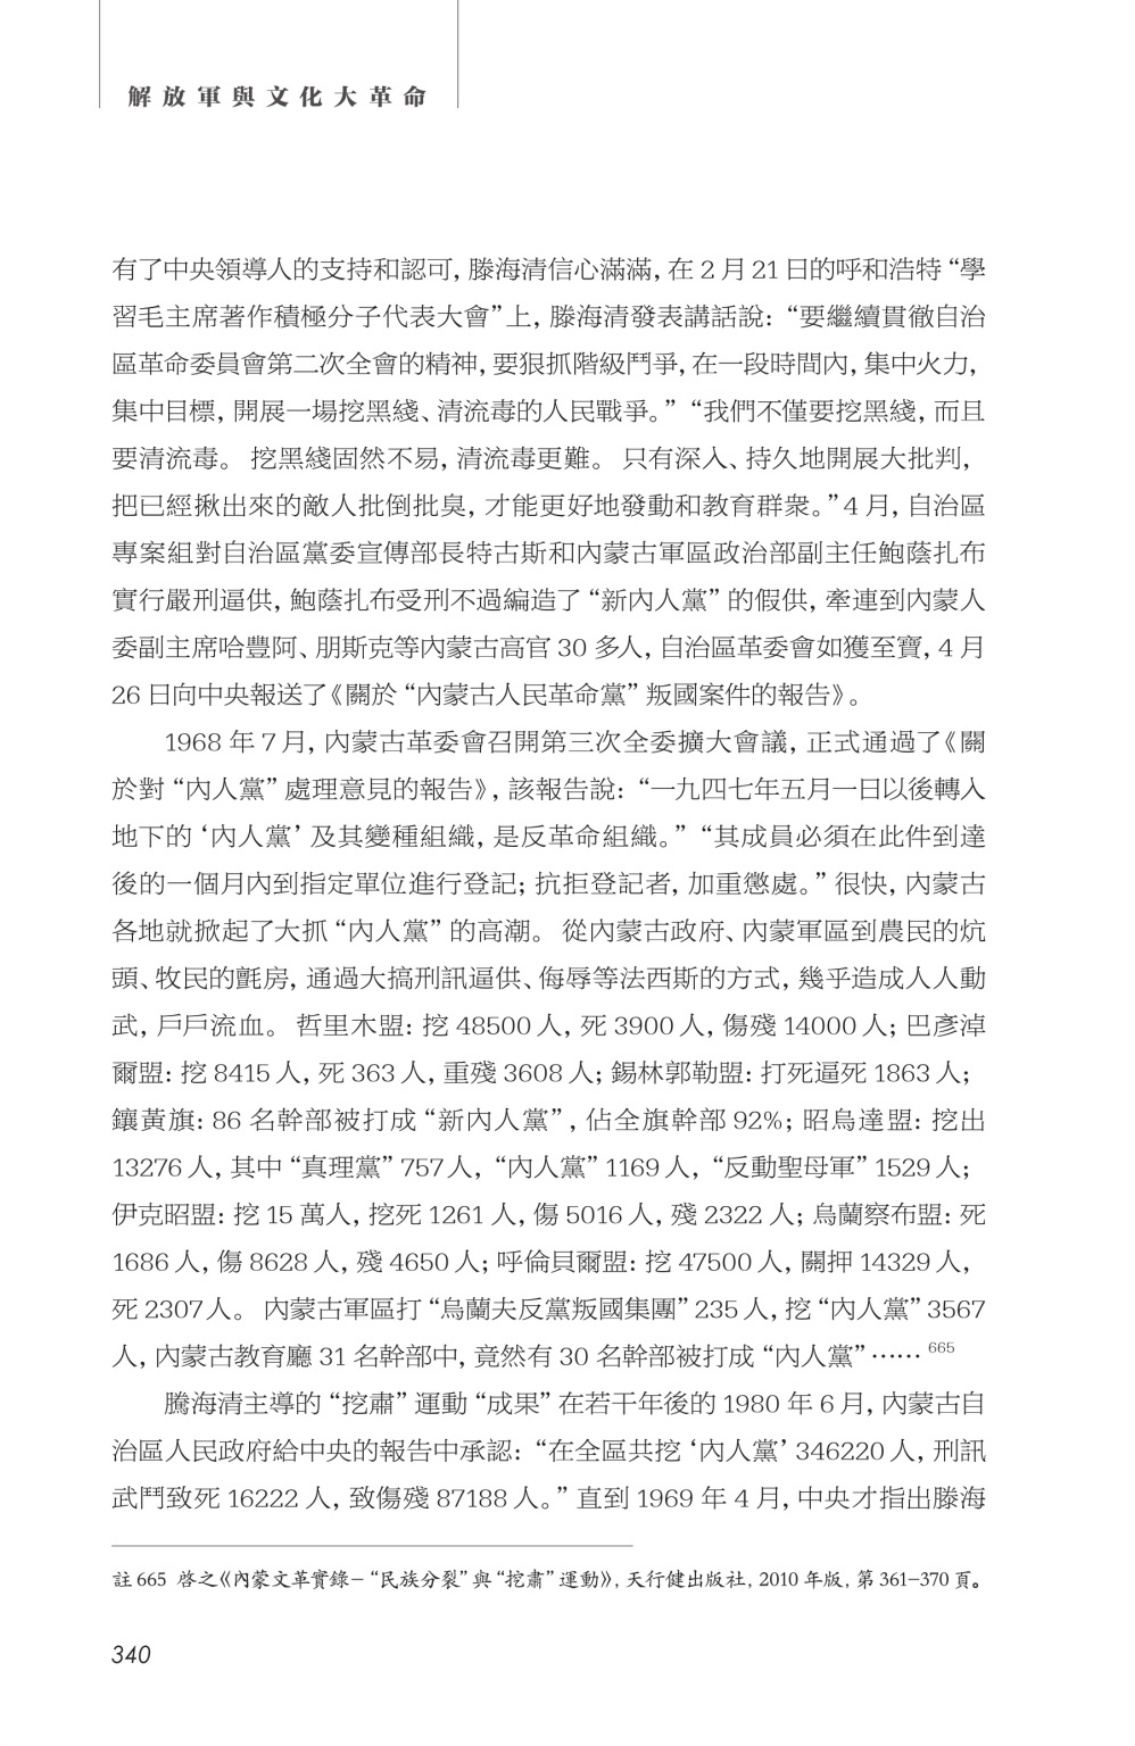 解放軍與文化大革命
有了中央領導人的支持和認可，滕海清信心滿滿，在 2 月 21 日的呼和浩特“學
習毛主席著作積極分子代表大會”上，滕海清發表講話說：“要繼續貫徹自治
區革命委員會第二次全會的精神，要狠抓階級鬥爭，在一段時間內，集中火力，
集中目標，開展一場挖黑綫、清流毒的人民戰爭。”“我們不僅要挖黑綫，而且
要清流毒。 挖黑綫固然不易，清流毒更難。 只有深入、持久地開展大批判，
把已經揪出來的敵人批倒批臭，才能更好地發動和教育群衆。”4 月，自治區
專案組對自治區黨委宣傳部長特古斯和內蒙古軍區政治部副主任鮑蔭扎布
實行嚴刑逼供，鮑蔭扎布受刑不過編造了“新內人黨”的假供，牽連到內蒙人
委副主席哈豐阿、朋斯克等內蒙古高官 30 多人，自治區革委會如獲至寶，4 月
26 日向中央報送了《關於“內蒙古人民革命黨”叛國案件的報告》。
1968 年 7 月，內蒙古革委會召開第三次全委擴大會議，正式通過了《關
於對“內人黨”處理意見的報告》，該報告說：“一九四七年五月一日以後轉入
地下的‘內人黨’及其變種組織，是反革命組織。”“其成員必須在此件到達
後的一個月內到指定單位進行登記；抗拒登記者，加重懲處。”很快，內蒙古
各地就掀起了大抓“內人黨”的高潮。 從內蒙古政府、內蒙軍區到農民的炕
頭、牧民的氈房，通過大搞刑訊逼供、侮辱等法西斯的方式，幾乎造成人人動
武，戶戶流血。 哲里木盟：挖 48500 人，死 3900 人，傷殘 14000 人；巴彥淖
爾盟：挖 8415 人，死 363 人，重殘 3608 人；錫林郭勒盟：打死逼死 1863 人；
鑲黃旗：86 名幹部被打成“新內人黨”，佔全旗幹部 92%；昭烏達盟：挖出
13276 人，其中“真理黨”757人，“內人黨”1169 人，“反動聖母軍”1529 人；
伊克昭盟：挖 15 萬人，挖死 1261 人，傷 5016 人，殘 2322 人；烏蘭察布盟：死
1686 人，傷 8628 人，殘 4650 人；呼倫貝爾盟：挖 47500 人，關押 14329 人，
死 2307人。 內蒙古軍區打“烏蘭夫反黨叛國集團”235 人，挖“內人黨”3567
人，內蒙古教育廳 31 名幹部中，竟然有 30 名幹部被打成“內人黨”…… 665
騰海清主導的“挖肅”運動“成果”在若干年後的 1980 年 6 月，內蒙古自
治區人民政府給中央的報告中承認：“在全區共挖‘內人黨’346220 人，刑訊
武鬥致死 16222 人，致傷殘 87188 人。”直到 1969 年 4 月，中央才指出滕海
註 665 啓之《內蒙文革實錄－“民族分裂”與“挖肅”運動》，天行健出版社，2010 年版，第 361–370 頁。
340